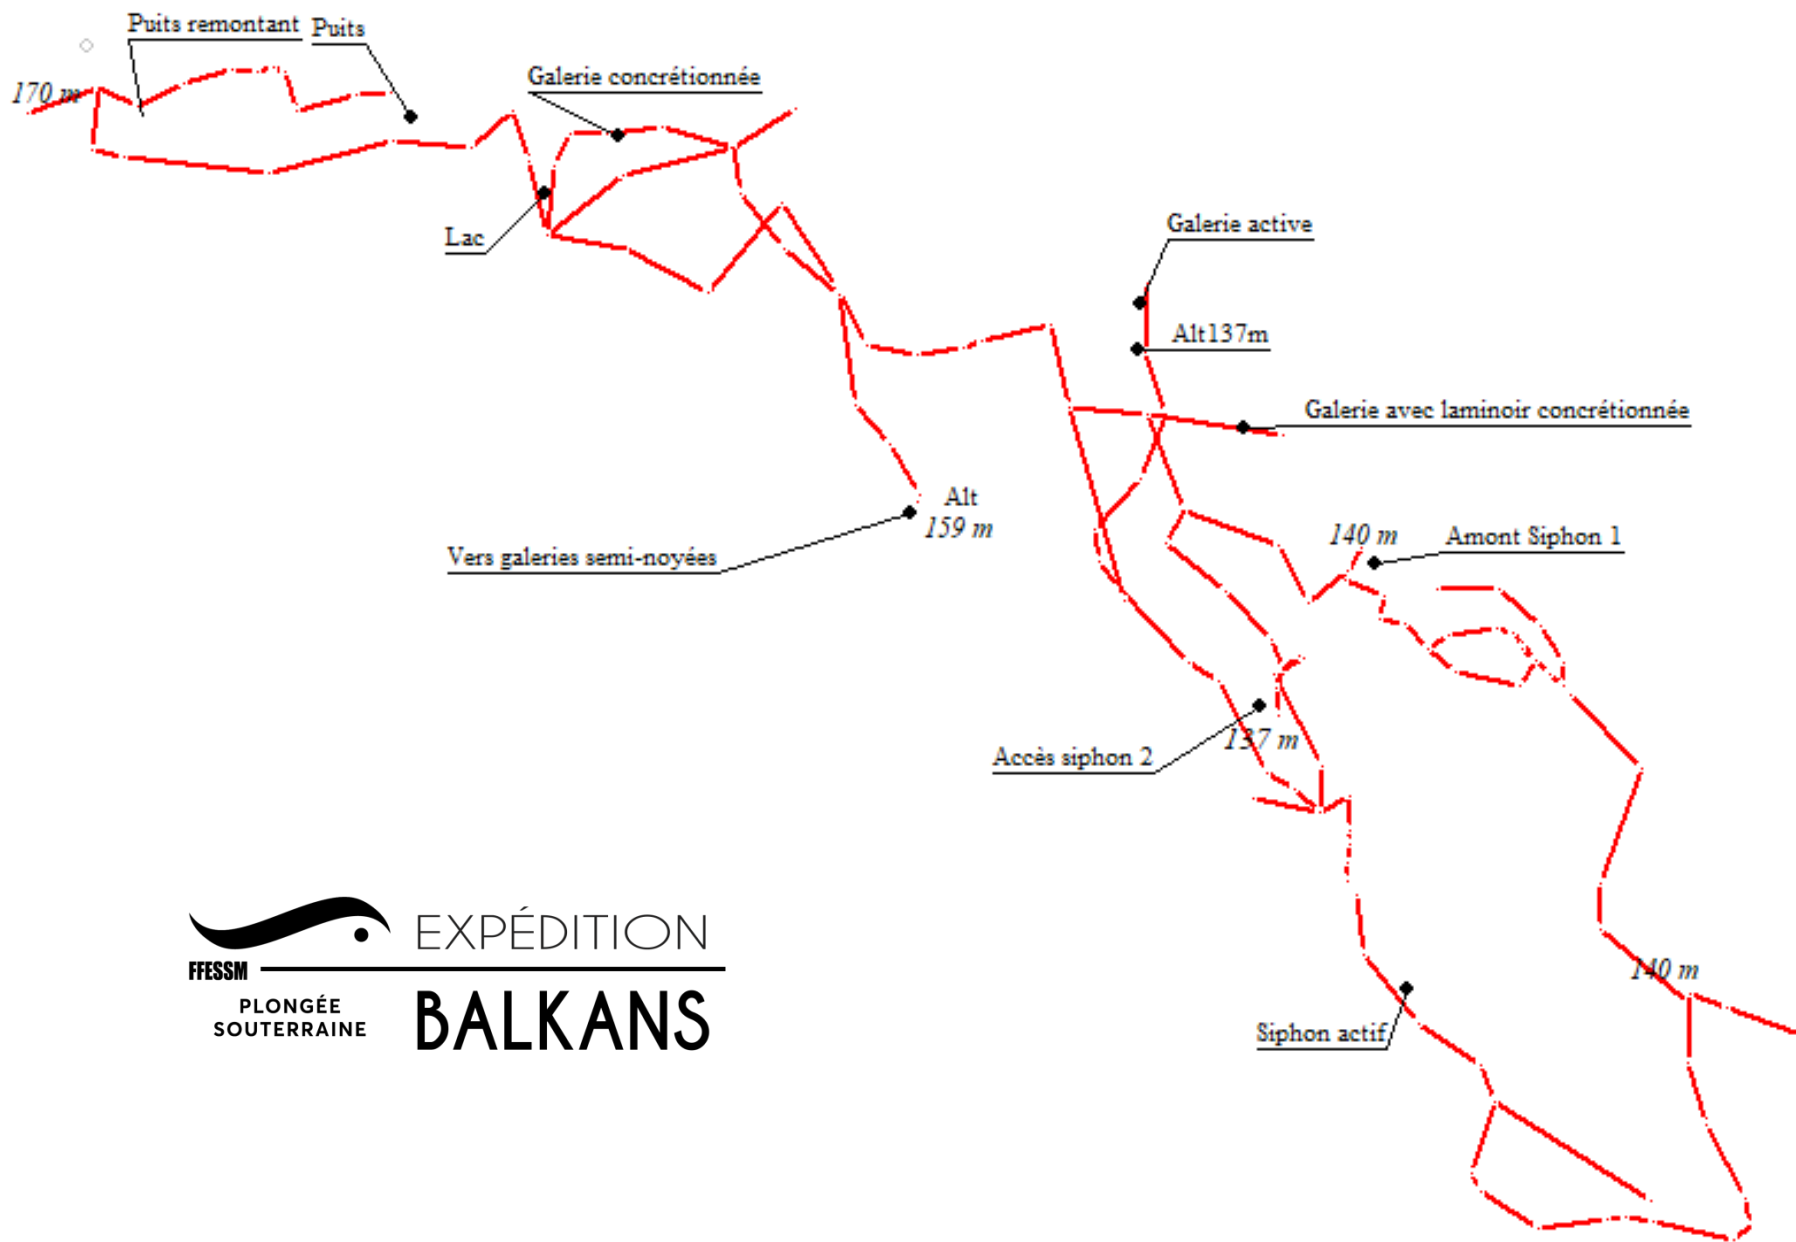 Puits remontant
Puits
170 m
Galerie concrétionnée
Lac
Galerie active
Alt137m
Galerie avec laminoir concrétionnée
Alt
159 m
Vers galeries semi-noyées
140 m
Amont Siphon 1
Accès siphon 2
137 m
140 m
Siphon actif
EXPÉDITION
FFESSM
PLONGÉE
SOUTERRAINE
BALKANS